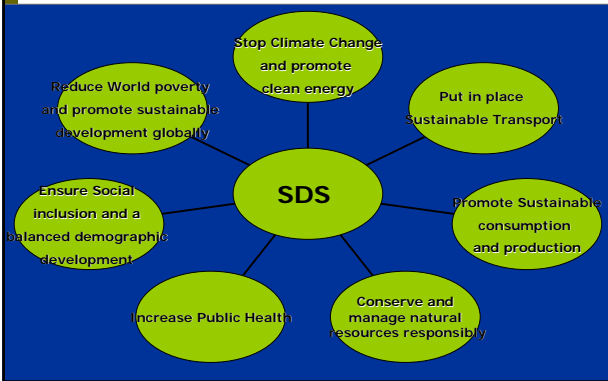 Stop Climate Change
and promote
clean energy
Reduce World poverty
and promote sustainable
development globally
Put in place
Sustainable Transport
SDS
Ensure Social
inclusion and a
balanced demographic
development
Promote Sustainable
consumption
and production
Increase Public Health
Conserve and
manage natural
resources responsibly